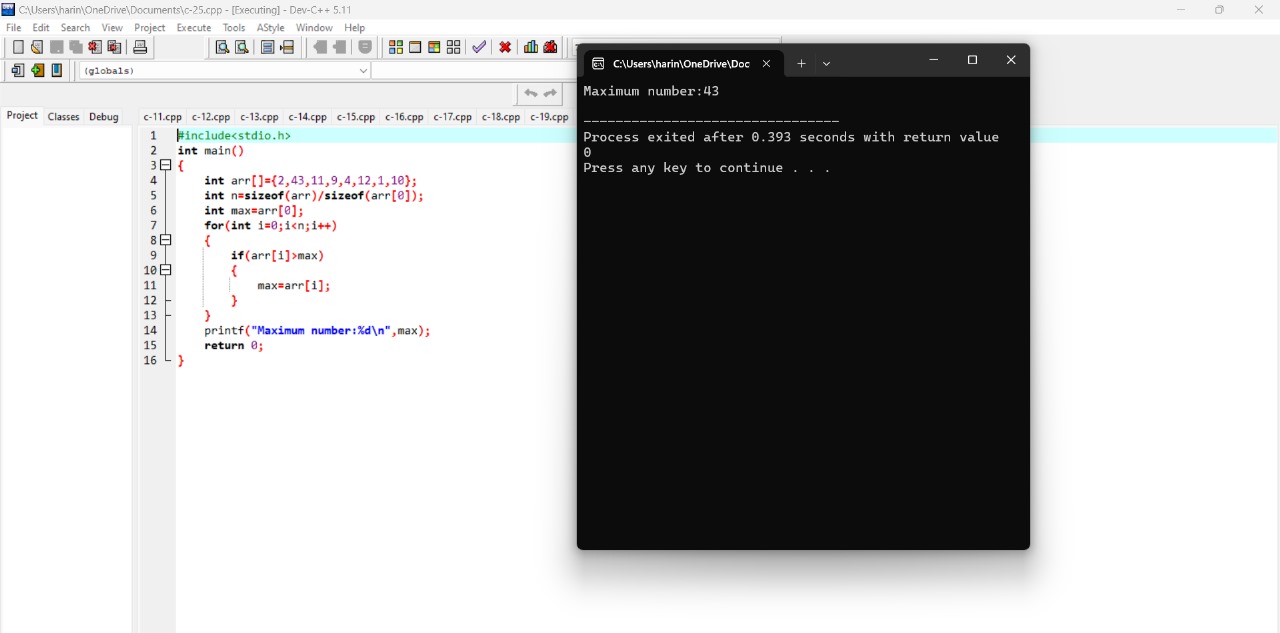 C:\Users\harin\OneDrive\Documents\c-25.cpp - [Executing] - Dev-C++ 5.11
File Edit Search View Project Execute Tools AStyle Window Help
(globals)
Project Classes Debug
c-11.cpp c-12.cpp c-13.cpp c-14.cpp c-15.cpp c-16.cpp c-17.cpp c-18.cpp c-19.cpp
1 #include<stdio.h>
2 int main()
3 {
4 int arr[]={2,43,11,9,4,12,1,10};
5 int n=sizeof(arr)/sizeof(arr[0]);
6 int max=arr[0];
7 for(int i=0;i<n;i++)
8 {
9 if(arr[i]>max)
10 {
11 max=arr[i];
12 }
13 }
14 printf("Maximum number:%d\n",max);
15 return 0;
16 }
C:\Users\harin\OneDrive\Doc
Maximum number:43
--------------------------------
Process exited after 0.393 seconds with return value
0
Press any key to continue . . .